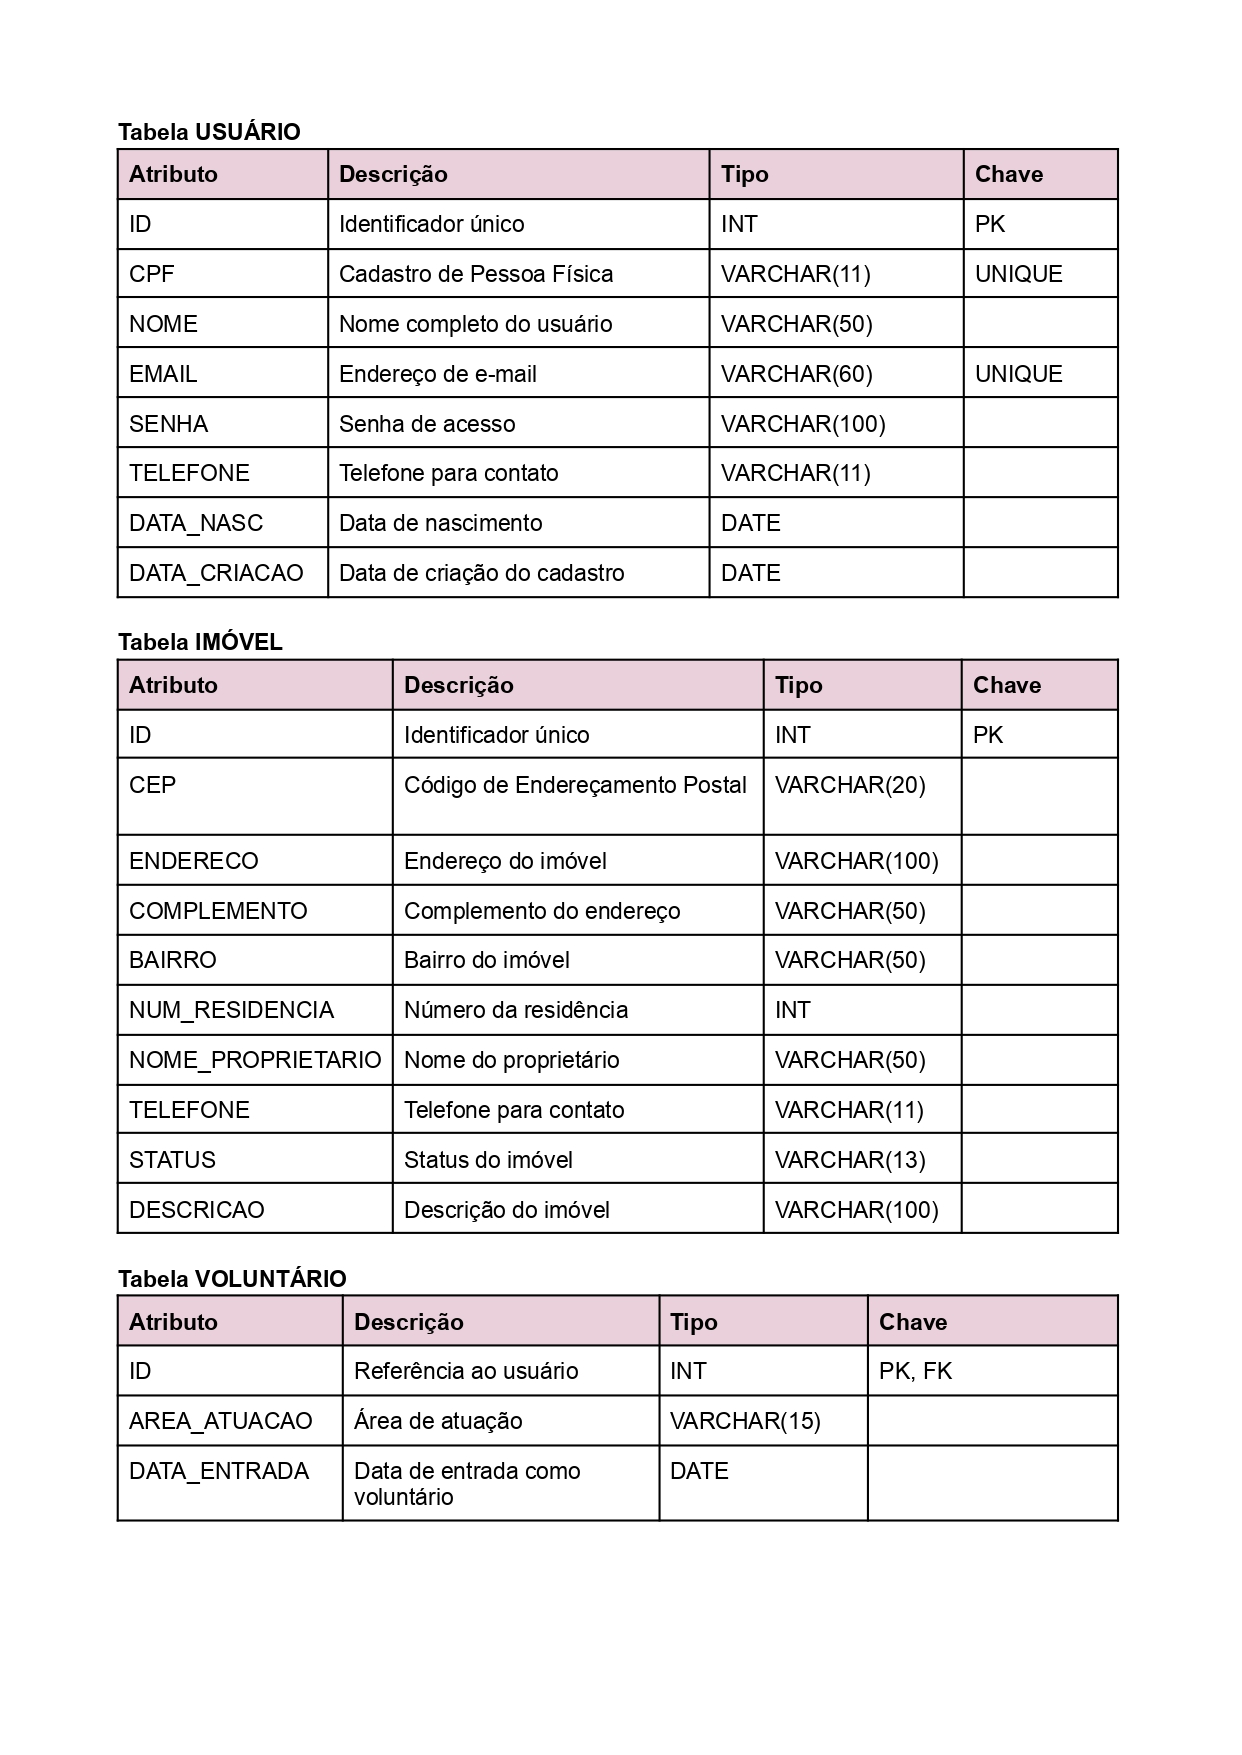 Tabela USUÁRIO
Atributo Descrição Tipo Chave
ID Identificador único INT PK
CPF Cadastro de Pessoa Física VARCHAR(11) UNIQUE
NOME Nome completo do usuário VARCHAR(50)
EMAIL Endereço de e-mail VARCHAR(60) UNIQUE
SENHA Senha de acesso VARCHAR(100)
TELEFONE Telefone para contato VARCHAR(11)
DATA_NASC Data de nascimento DATE
DATA_CRIACAO Data de criação do cadastro DATE
Tabela IMÓVEL
Atributo Descrição Tipo Chave
ID Identificador único INT PK
CEP Código de Endereçamento Postal VARCHAR(20)
ENDERECO Endereço do imóvel VARCHAR(100)
COMPLEMENTO Complemento do endereço VARCHAR(50)
BAIRRO Bairro do imóvel VARCHAR(50)
NUM_RESIDENCIA Número da residência INT
NOME_PROPRIETARIO Nome do proprietário VARCHAR(50)
TELEFONE Telefone para contato VARCHAR(11)
STATUS Status do imóvel VARCHAR(13)
DESCRICAO Descrição do imóvel VARCHAR(100)
Tabela VOLUNTÁRIO
Atributo Descrição Tipo Chave
ID Referência ao usuário INT PK, FK
AREA_ATUACAO Área de atuação VARCHAR(15)
DATA_ENTRADA Data de entrada como DATE
voluntário